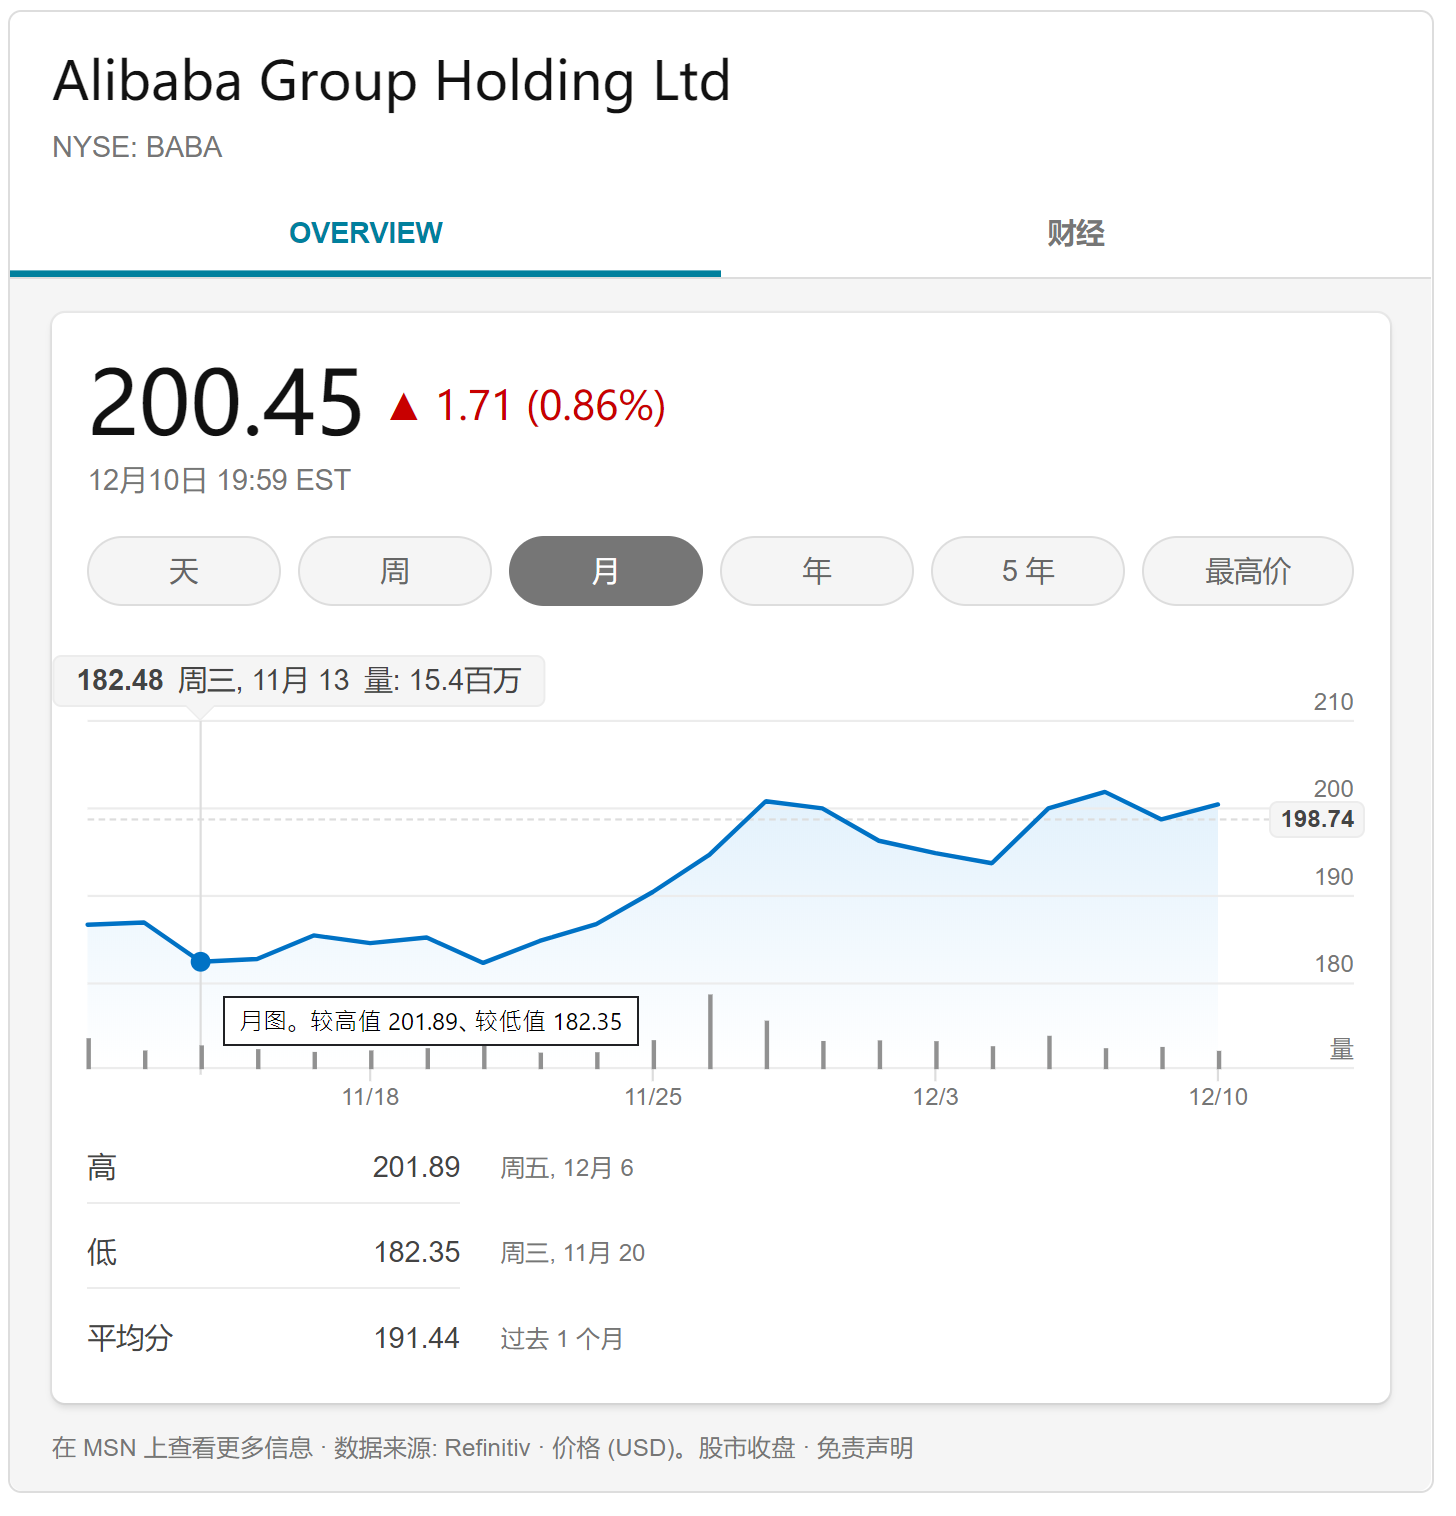 Alibaba Group Holding Ltd
NYSE: BABA
OVERVIEW 财经
200.45 ▲ 1.71 (0.86%)
12月10日 19:59 EST
天 周 月 年 5 年 最高价
182.48 周三, 11月 13 量: 15.4百万
210
200
198.74
190
180
月图。较高值 201.89、较低值 182.35
量
11/18 11/25 12/3 12/10
高 201.89 周五, 12月 6
低 182.35 周三, 11月 20
平均分 191.44 过去 1 个月
在 MSN 上查看更多信息 · 数据来源: Refinitiv · 价格 (USD)。股市收盘 · 免责声明